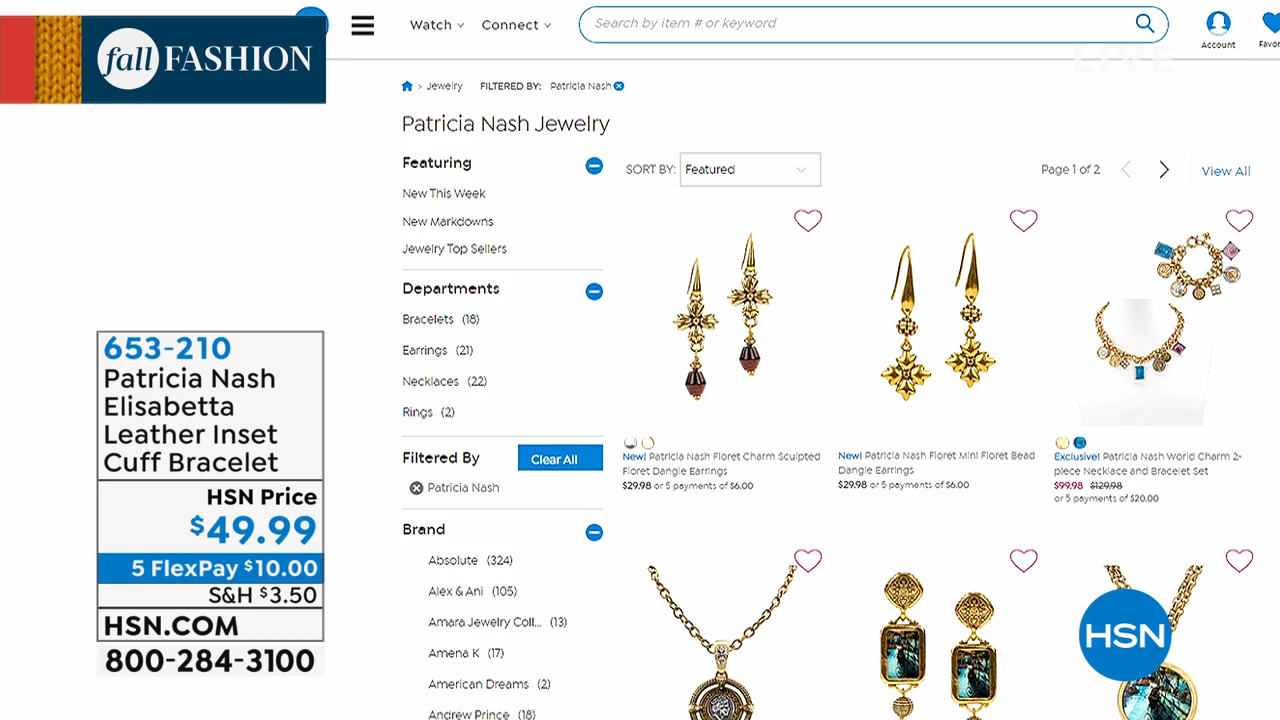 fall FASHION
Watch
Connect
Search by item # or keyword
Account
Favor
LIVE
> Jewelry FILTERED BY: Patricia Nash
Patricia Nash Jewelry
Featuring
New This Week
New Markdowns
Jewelry Top Sellers
SORT BY: Featured
Page 1 of 2
View All
Departments
Bracelets (18)
Earrings (21)
Necklaces (22)
Rings (2)
Filtered By
Clear All
Patricia Nash
Brand
Absolute (324)
Alex & Ani (105)
Amara Jewelry Coll... (13)
Amena K (17)
American Dreams (2)
Andrew Prince (18)
New! Patricia Nash Floret Charm Sculpted
Floret Dangle Earrings
$29.98 or 5 payments of $6.00
New! Patricia Nash Floret Mini Floret Bead
Dangle Earrings
$29.98 or 5 payments of $6.00
Exclusive! Patricia Nash World Charm 2-
piece Necklace and Bracelet Set
$99.98 $129.98
or 5 payments of $20.00
653-210
Patricia Nash
Elisabetta
Leather Inset
Cuff Bracelet
HSN Price
$49.99
5 FlexPay $10.00
S&H $3.50
HSN.COM
800-284-3100
HSN